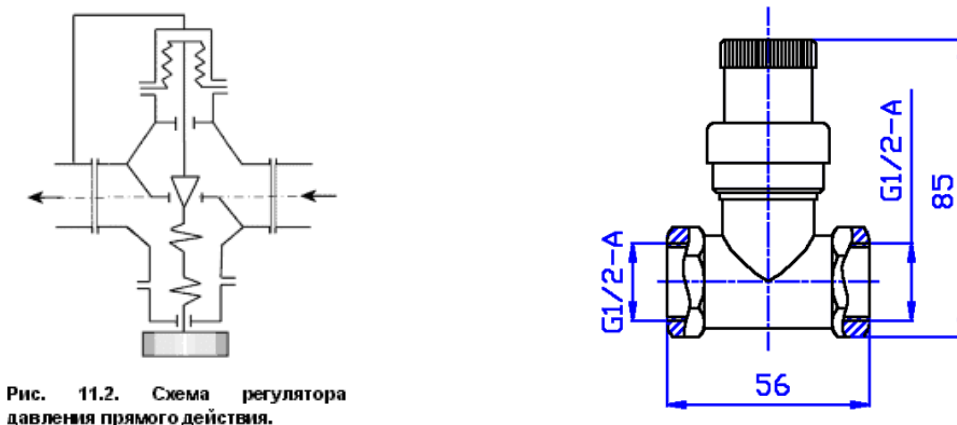 Рис. 11.2. Схема регулятора
давления прямого действия.
G1/2-A
56
G1/2-A
85